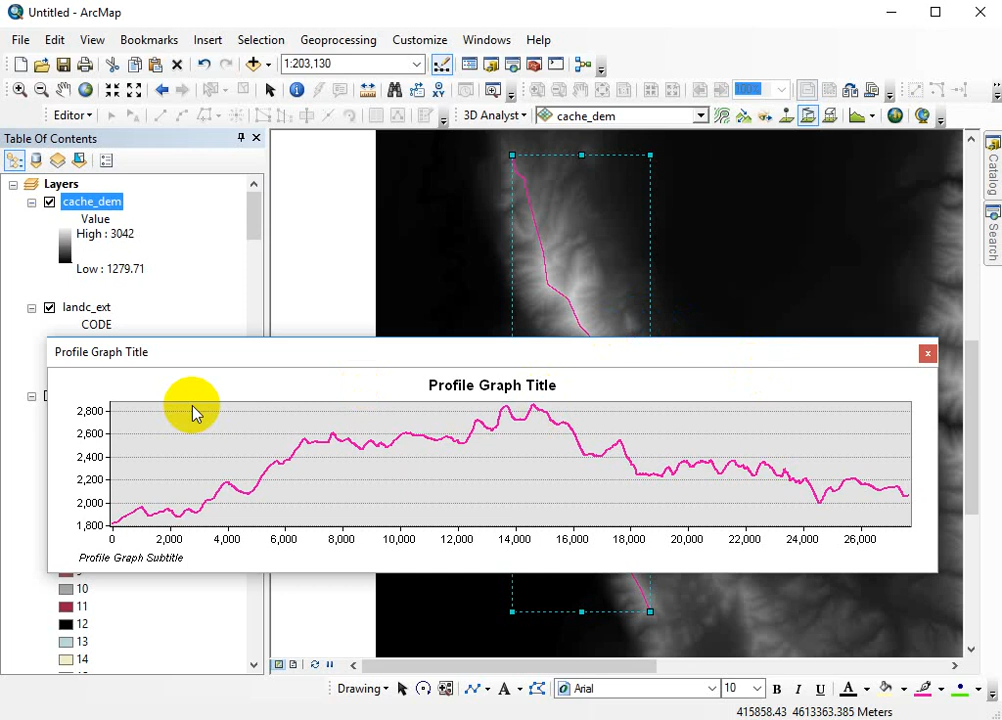 Untitled - ArcMap
File Edit View Bookmarks Insert Selection Geoprocessing Customize Windows Help
1:203,130
100%
Editor 3D Analyst cache_dem
Table Of Contents
Layers
cache_dem
Value
High : 3042
Low : 1279.71
landc_ext
CODE
Catalog
Search
Profile Graph Title
Profile Graph Title
2,800
2,600
2,400
2,200
2,000
1,800
0 2,000 4,000 6,000 8,000 10,000 12,000 14,000 16,000 18,000 20,000 22,000 24,000 26,000
Profile Graph Subtitle
10
11
12
13
14
Drawing A Arial 10 B I U A
415858.43 4613363.385 Meters